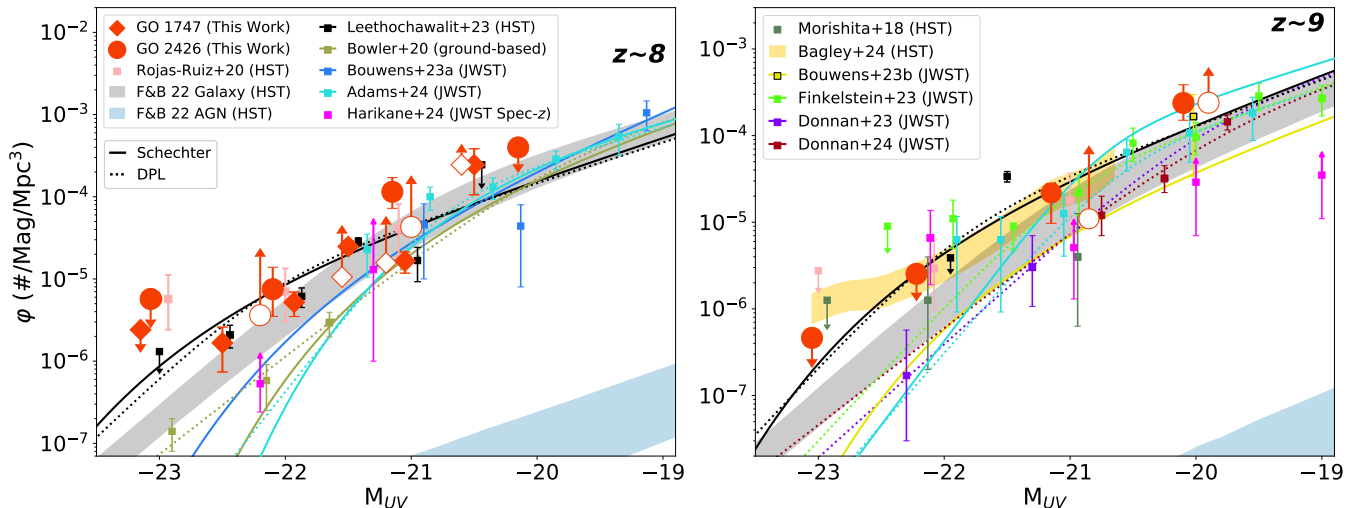 GO 1747 (This Work)
GO 2426 (This Work)
Rojas-Ruiz+20 (HST)
F&B 22 Galaxy (HST)
F&B 22 AGN (HST)
Leethochawalit+23 (HST)
Bowler+20 (ground-based)
Bouwens+23a (JWST)
Adams+24 (JWST)
Harikane+24 (JWST Spec-z)
z~8
Schechter
DPL
10⁻²
10⁻³
10⁻⁴
10⁻⁵
10⁻⁶
10⁻⁷
φ (#/Mag/Mpc³)
−23 −22 −21 −20 −19
M_UV
Morishita+18 (HST)
Bagley+24 (HST)
Bouwens+23b (JWST)
Finkelstein+23 (JWST)
Donnan+23 (JWST)
Donnan+24 (JWST)
z~9
10⁻³
10⁻⁴
10⁻⁵
10⁻⁶
10⁻⁷
−23 −22 −21 −20 −19
M_UV